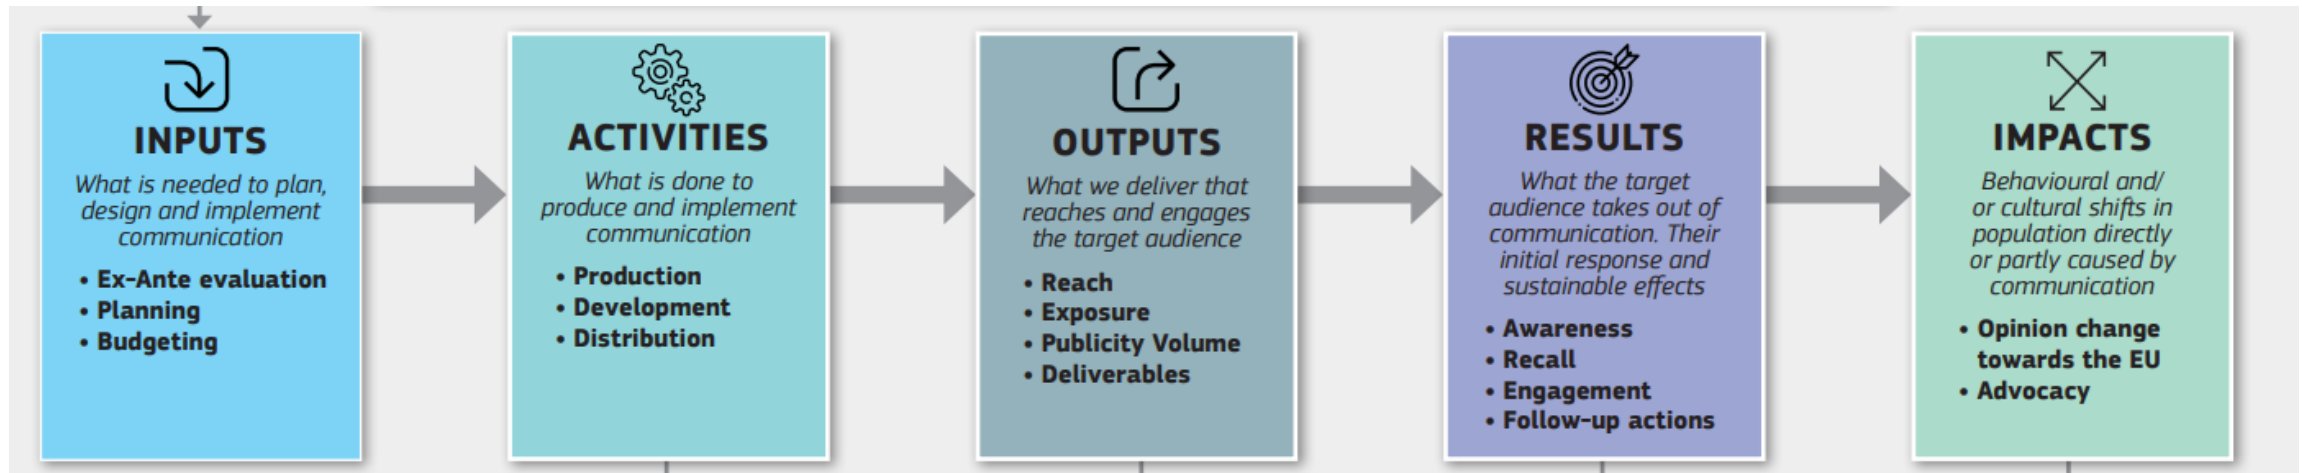 INPUTS
What is needed to plan,
design and implement
communication
• Ex-Ante evaluation
• Planning
• Budgeting
ACTIVITIES
What is done to
produce and implement
communication
• Production
• Development
• Distribution
OUTPUTS
What we deliver that
reaches and engages
the target audience
• Reach
• Exposure
• Publicity Volume
• Deliverables
RESULTS
What the target
audience takes out of
communication. Their
initial response and
sustainable effects
• Awareness
• Recall
• Engagement
• Follow-up actions
IMPACTS
Behavioural and/
or cultural shifts in
population directly
or partly caused by
communication
• Opinion change
towards the EU
• Advocacy